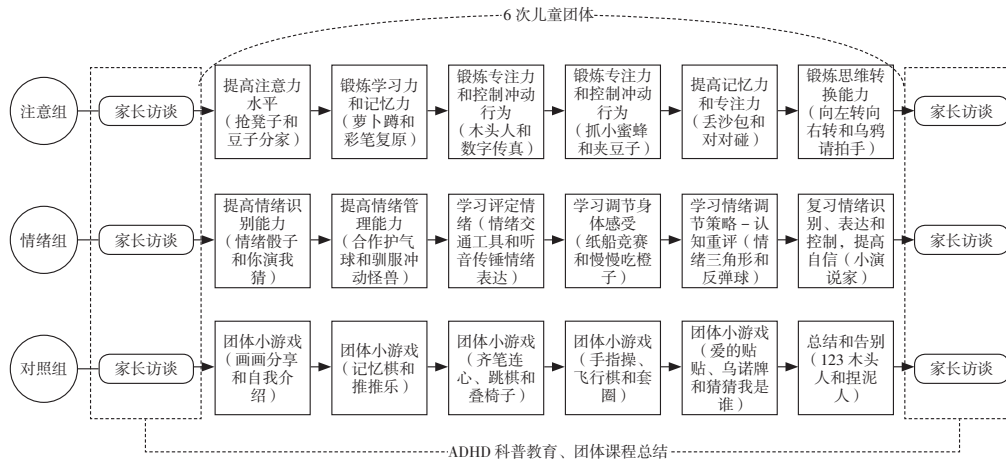 6 次儿童团体
注意组
家长访谈
提高注意力
水平
（抢凳子和
豆子分家）
锻炼学习力
和记忆力
（萝卜蹲和
彩笔复原）
锻炼专注力
和控制冲动
行为
（木头人和
数字传真）
锻炼专注力
和控制冲动
行为
（抓小蜜蜂
和夹豆子）
提高记忆力
和专注力
（丢沙包和
对对碰）
锻炼思维转
换能力
（向左转向
右转和乌鸦
请拍手）
家长访谈
情绪组
家长访谈
提高情绪识
别能力
（情绪骰子
和你演我
猜）
提高情绪管
理能力
（合作护气
球和驯服冲
动怪兽）
学习评定情
绪（情绪交
通工具和听
音传锤情绪
表达）
学习调节身
体感受
（纸船竞赛
和慢慢吃橙
子）
学习情绪调
节策略－认
知重评（情
绪三角形和
反弹球）
复习情绪识
别、表达和
控制，提高
自信（小演
说家）
家长访谈
对照组
家长访谈
团体小游戏
（画画分享
和自我介
绍）
团体小游戏
（记忆棋和
推推乐）
团体小游戏
（齐笔连
心、跳棋和
叠椅子）
团体小游戏
（手指操、
飞行棋和套
圈）
团体小游戏
（爱的贴
贴、乌诺牌
和猜猜我是
谁）
总结和告别
（123 木头
人和捏泥
人）
家长访谈
ADHD 科普教育、团体课程总结